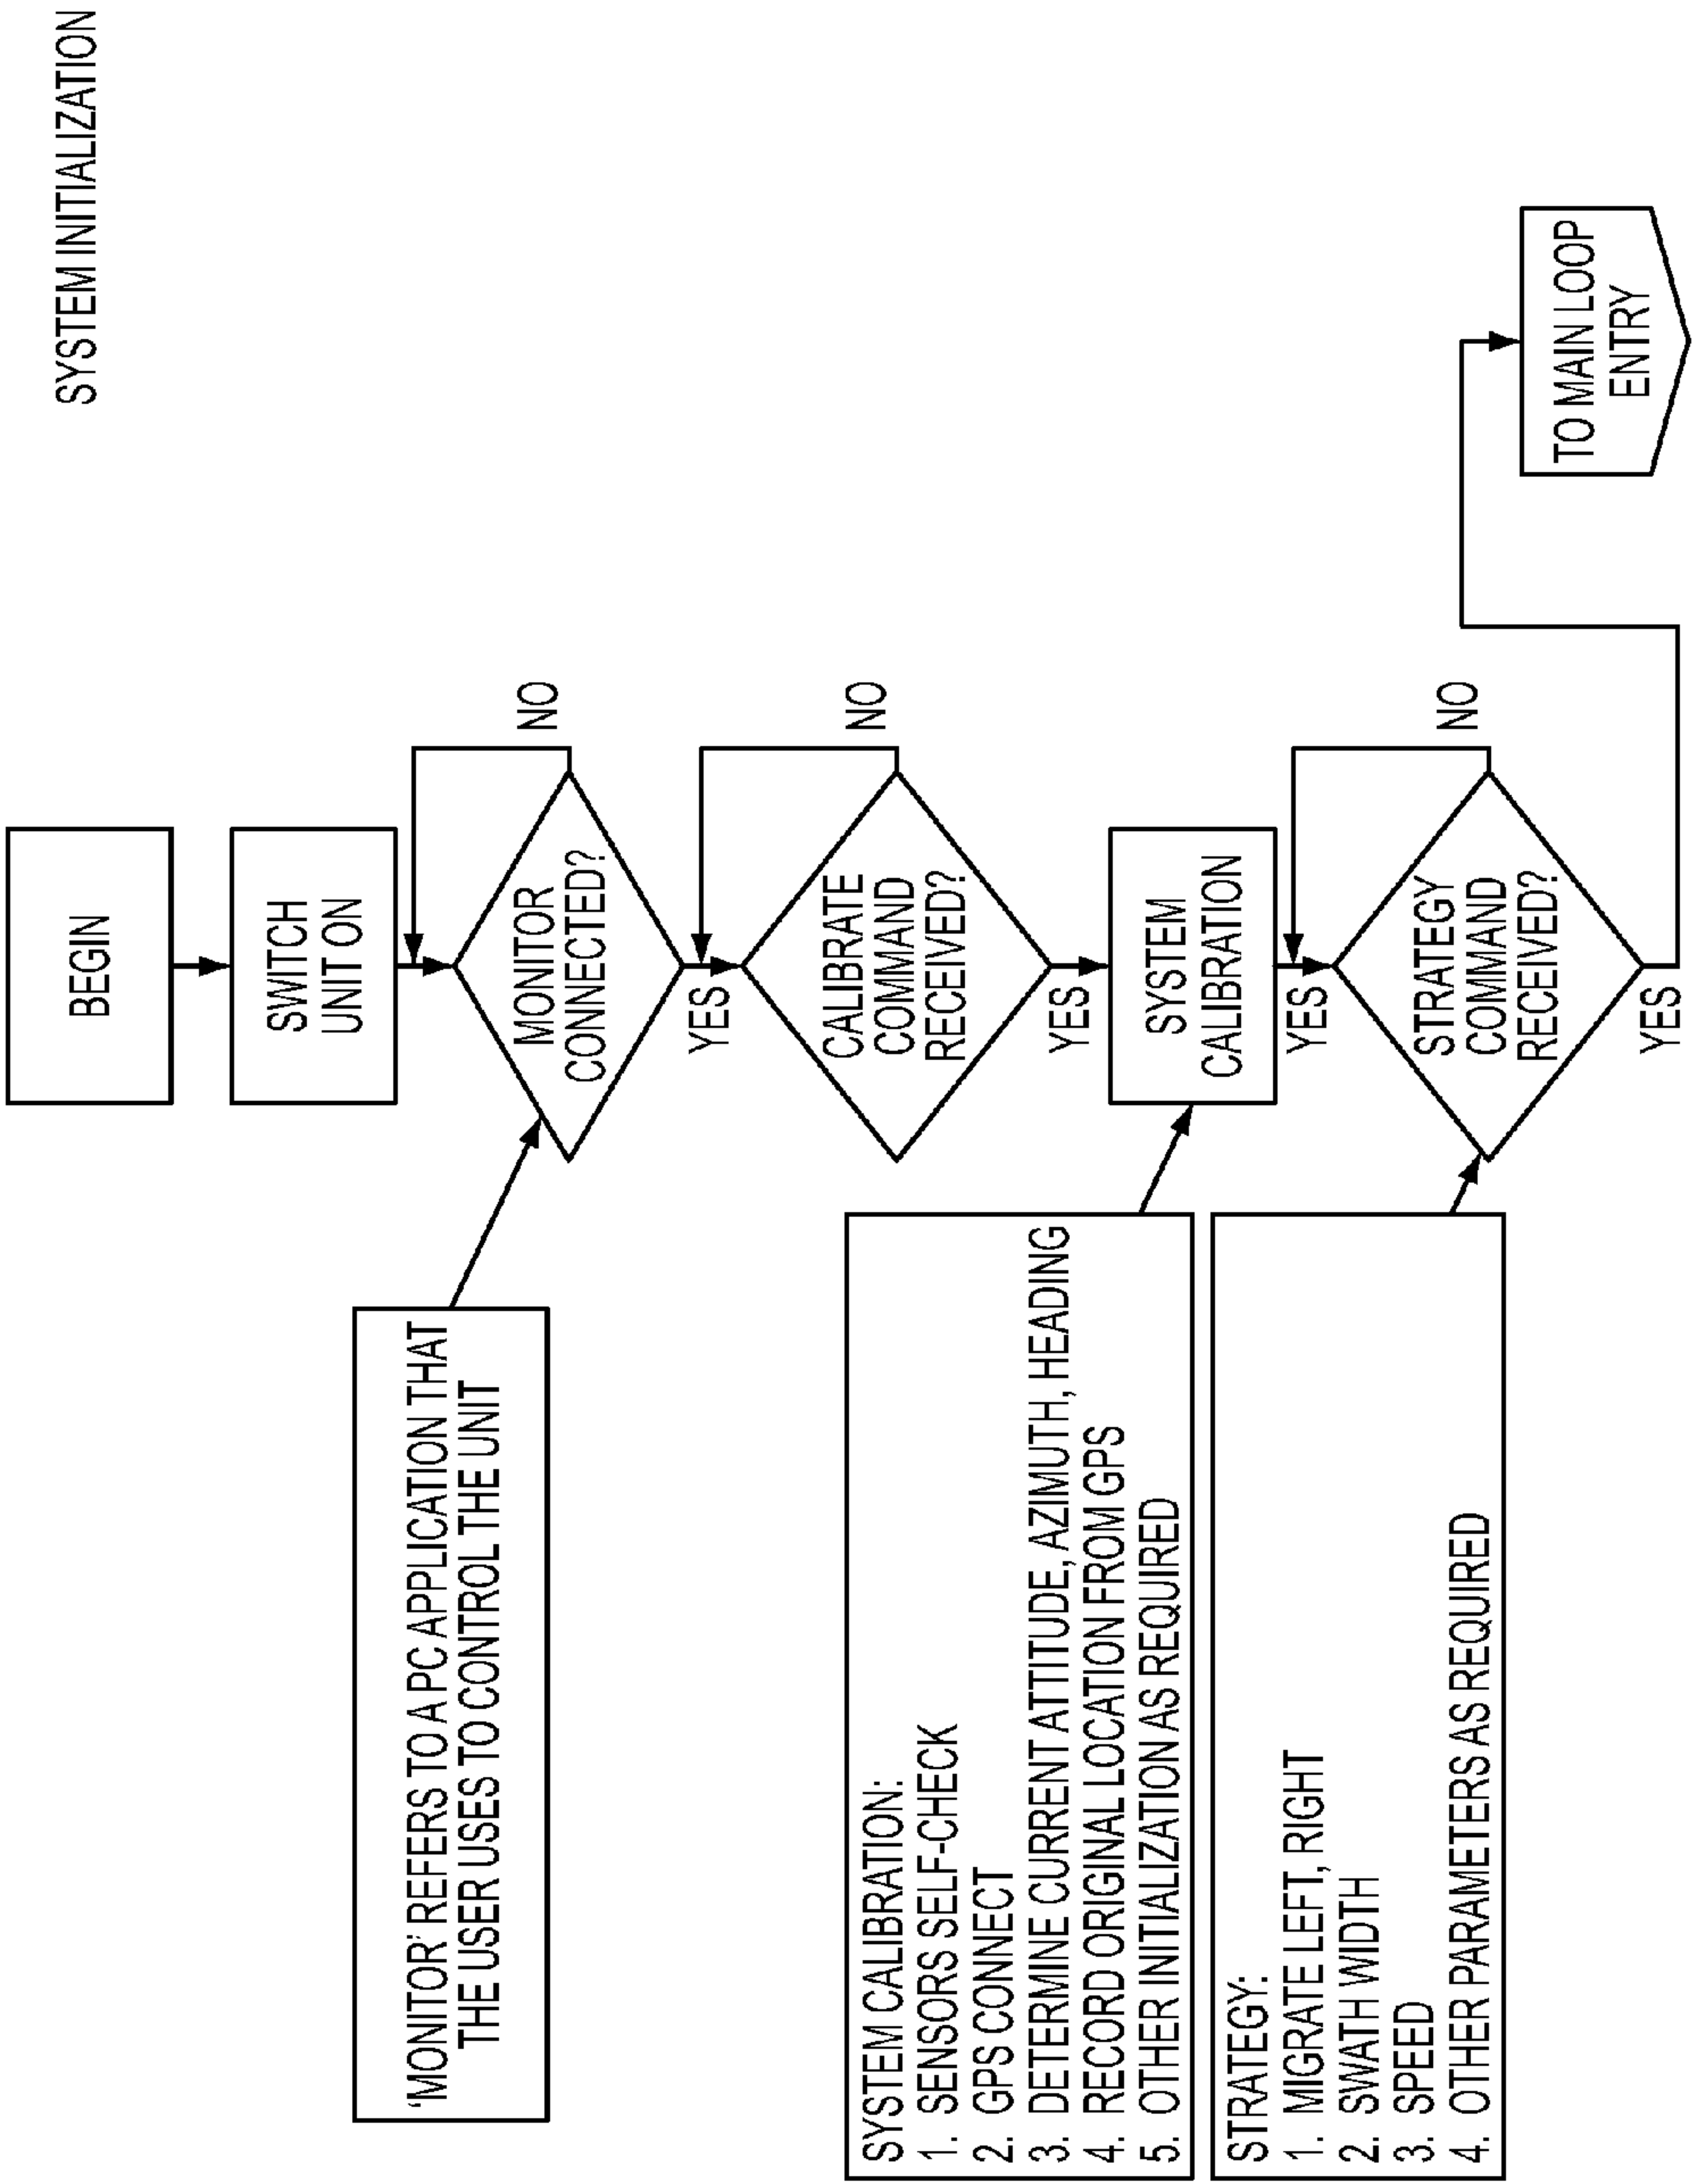 SYSTEM INITIALIZATION
BEGIN
SWITCH
UNIT ON
'MONITOR' REFERS TO A PC APPLICATION THAT
THE USER USES TO CONTROL THE UNIT
MONITOR
CONNECTED?
NO
YES
CALIBRATE
COMMAND
RECEIVED?
NO
YES
SYSTEM CALIBRATION:
1. SENSORS SELF-CHECK
2. GPS CONNECT
3. DETERMINE CURRENT ATTITUDE, AZIMUTH, HEADING
4. RECORD ORIGINAL LOCATION FROM GPS
5. OTHER INITIALIZATION AS REQUIRED
SYSTEM
CALIBRATION
YES
STRATEGY:
1. MIGRATE LEFT, RIGHT
2. SWATH WIDTH
3. SPEED
4. OTHER PARAMETERS AS REQUIRED
STRATEGY
COMMAND
RECEIVED?
NO
YES
TO MAIN LOOP
ENTRY